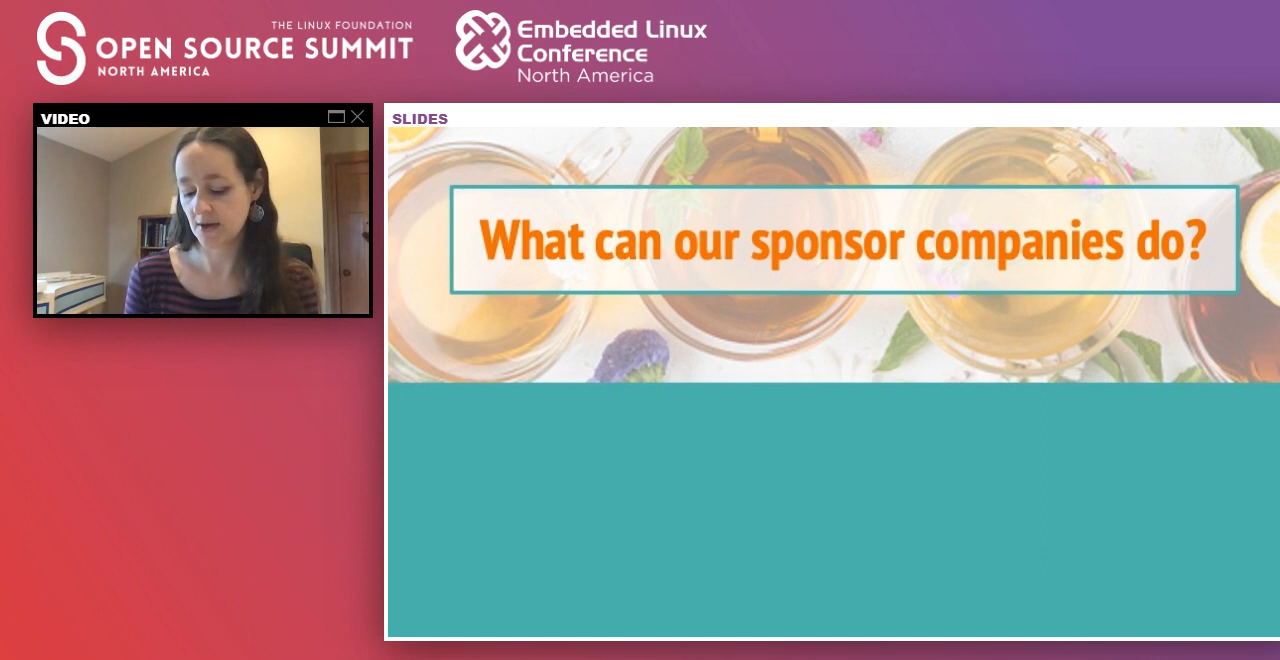 THE LINUX FOUNDATION
OPEN SOURCE SUMMIT
NORTH AMERICA
Embedded Linux
Conference
North America
VIDEO
SLIDES
What can our sponsor companies do?